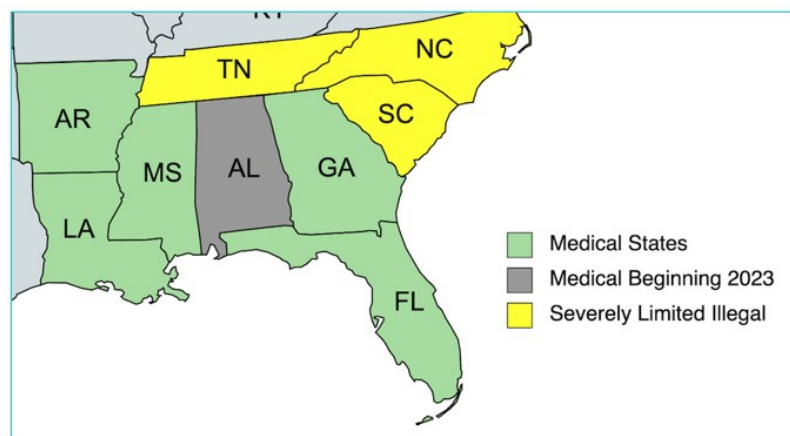 TN
NC
AR
SC
MS
AL
GA
LA
Medical States
Medical Beginning 2023
FL
Severely Limited Illegal